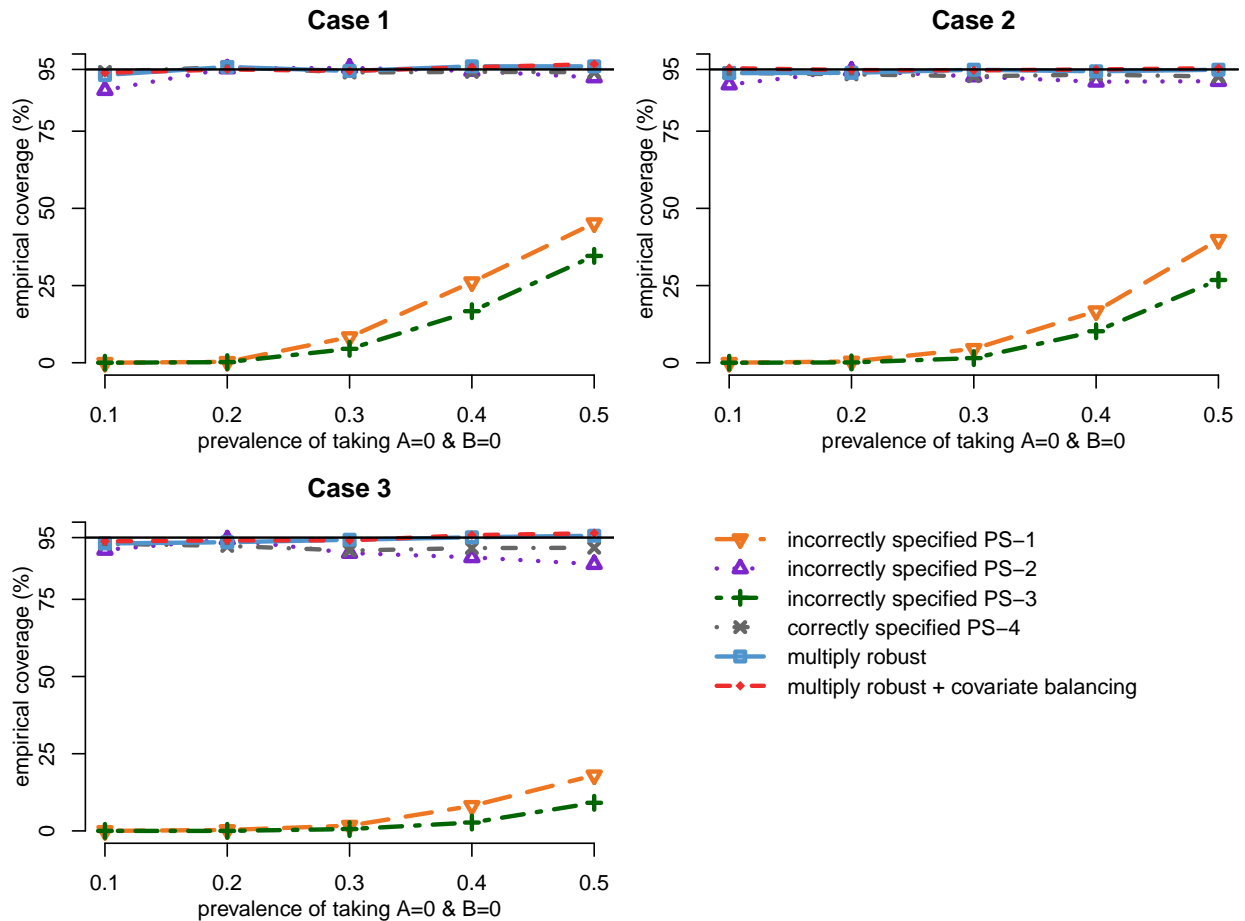 Case 1
95
75
50
25
0
empirical coverage (%)
0.1 0.2 0.3 0.4 0.5
prevalence of taking A=0 & B=0
Case 2
95
75
50
25
0
empirical coverage (%)
0.1 0.2 0.3 0.4 0.5
prevalence of taking A=0 & B=0
Case 3
95
75
50
25
0
empirical coverage (%)
0.1 0.2 0.3 0.4 0.5
prevalence of taking A=0 & B=0
incorrectly specified PS−1
incorrectly specified PS−2
incorrectly specified PS−3
correctly specified PS−4
multiply robust
multiply robust + covariate balancing